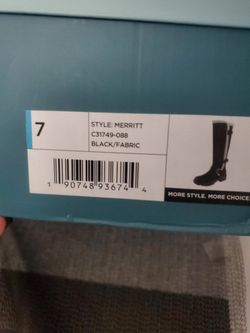 7
STYLE: MERRITT
C31749-088
BLACK/FABRIC
1 90748 93674 4
MORE STYLE. MORE CHOICE